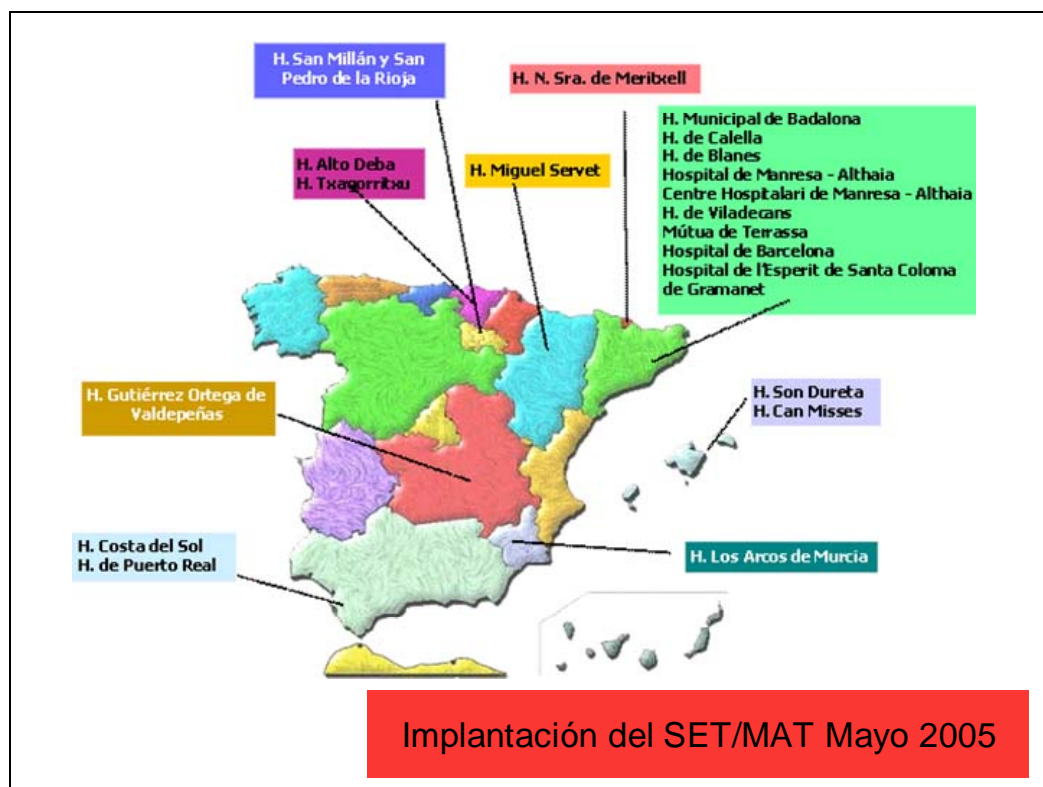 H. San Millán y San
Pedro de la Rioja
H. N. Sra. de Meritxell
H. Municipal de Badalona
H. de Calella
H. de Blanes
Hospital de Manresa - Althaia
Centre Hospitalari de Manresa - Althaia
H. de Viladecans
Mútua de Terrassa
Hospital de Barcelona
Hospital de l'Esperit de Santa Coloma
de Gramanet
H. Alto Deba
H. Txagorritxu
H. Miguel Servet
H. Gutiérrez Ortega de
Valdepeñas
H. Son Dureta
H. Can Misses
H. Costa del Sol
H. de Puerto Real
H. Los Arcos de Murcia
Implantación del SET/MAT Mayo 2005